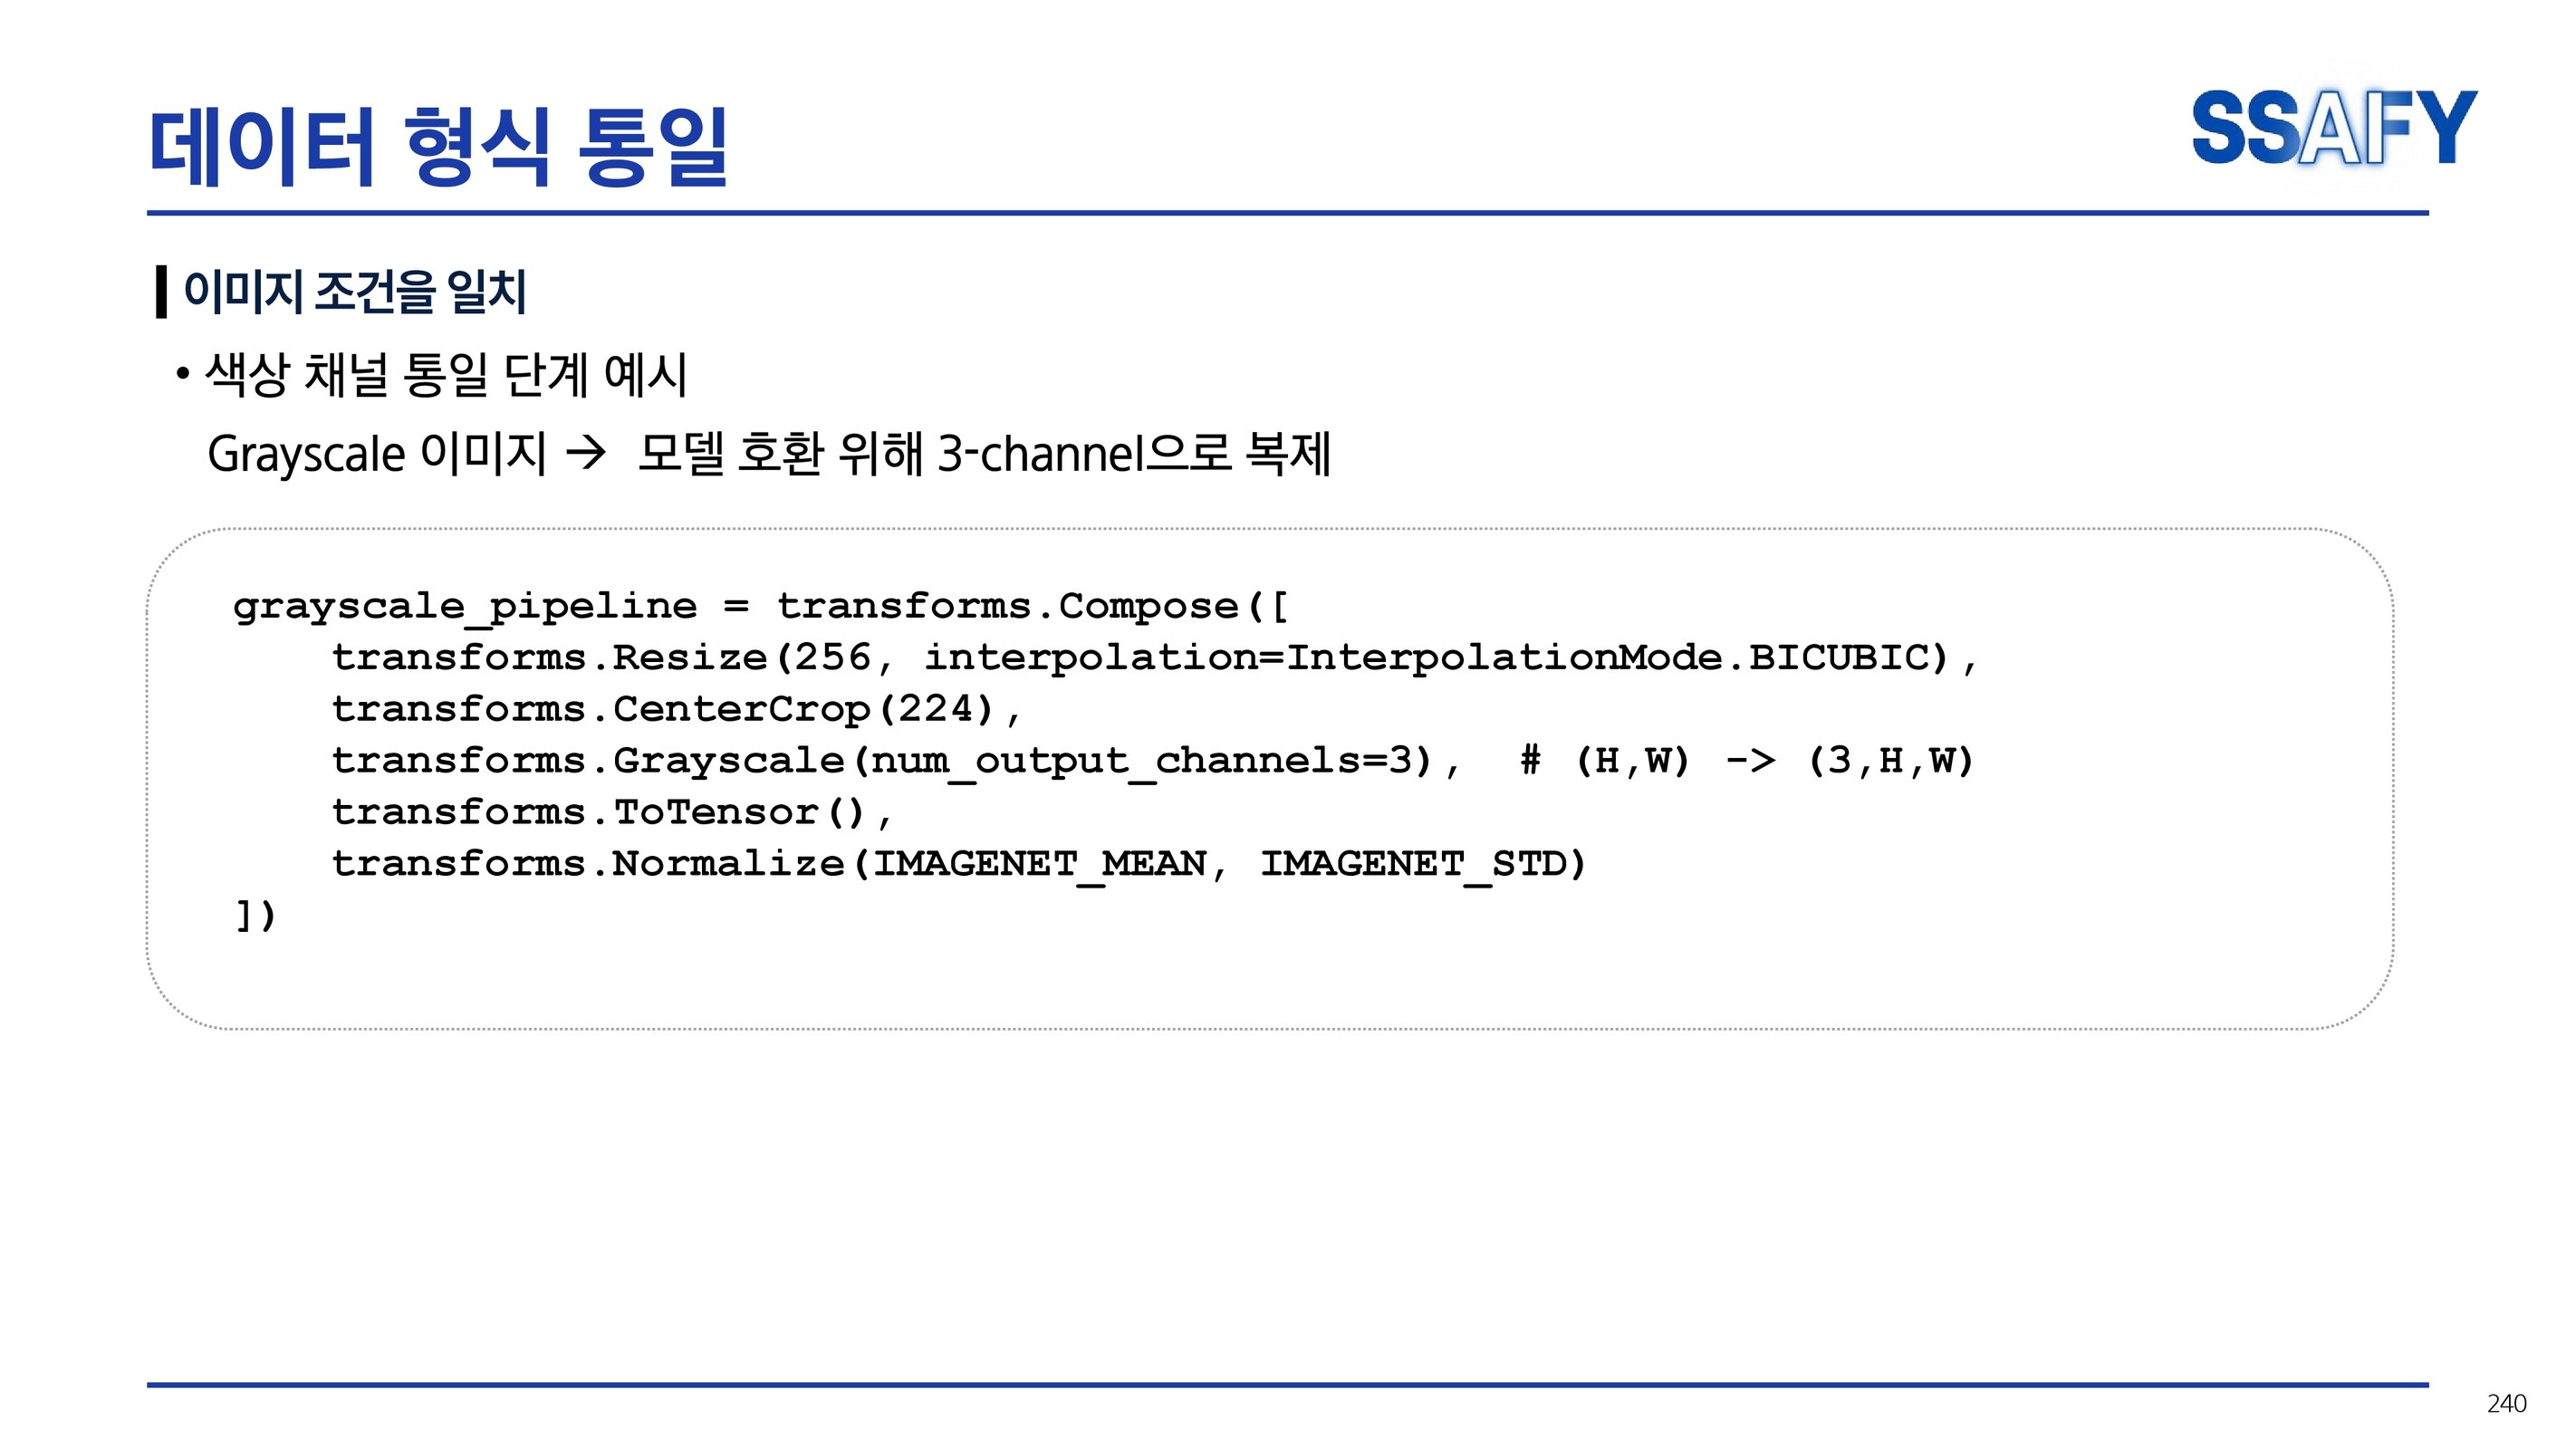 데이터 형식 통일
SSAFY
이미지 조건을 일치
• 색상 채널 통일 단계 예시
Grayscale 이미지 → 모델 호환 위해 3-channel으로 복제
grayscale_pipeline = transforms.Compose([
    transforms.Resize(256, interpolation=InterpolationMode.BICUBIC),
    transforms.CenterCrop(224),
    transforms.Grayscale(num_output_channels=3),  # (H,W) -> (3,H,W)
    transforms.ToTensor(),
    transforms.Normalize(IMAGENET_MEAN, IMAGENET_STD)
])
240